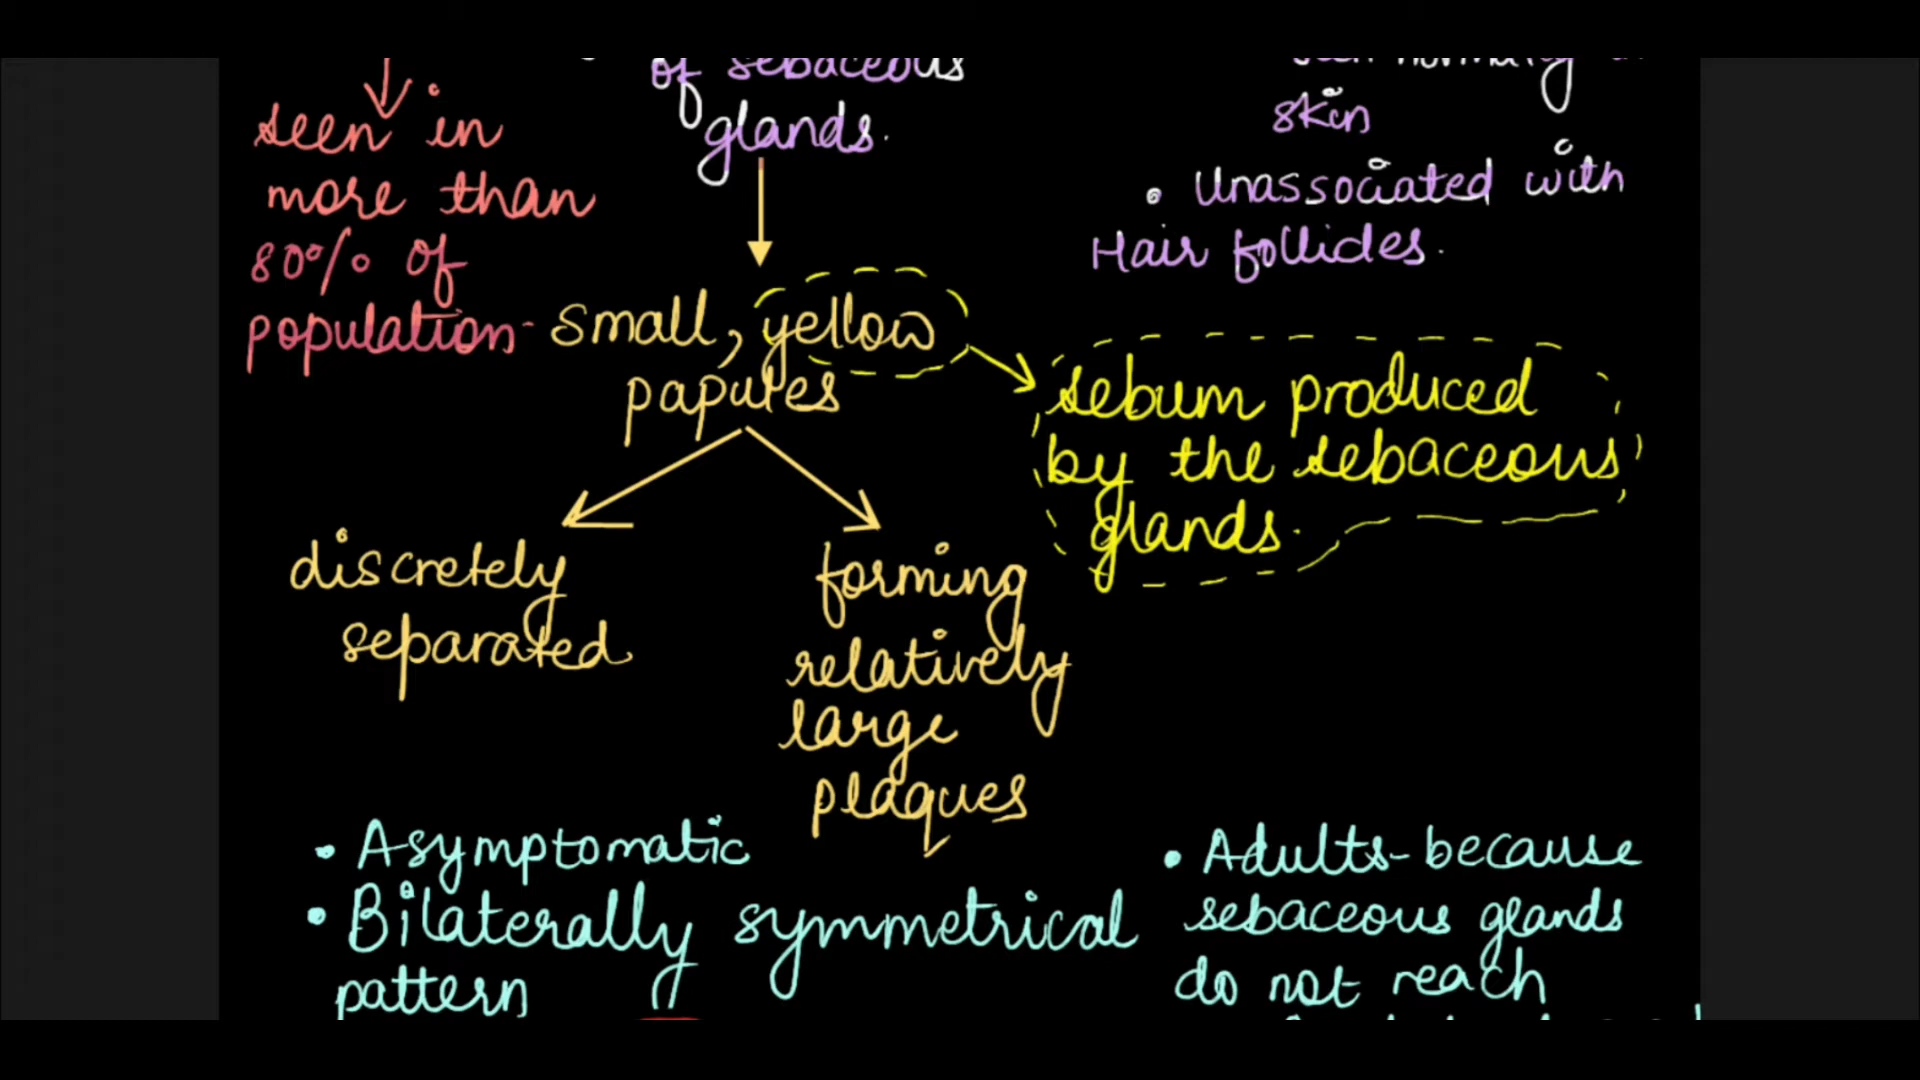 of sebaceous
glands.
seen in
more than
80% of
population
skin
• Unassociated with
Hair follicles.
small, yellow
papules
sebum produced
by the sebaceous
glands.
discretely
separated
forming
relatively
large
plaques
• Asymptomatic
• Bilaterally symmetrical
pattern
• Adults - because
sebaceous glands
do not reach